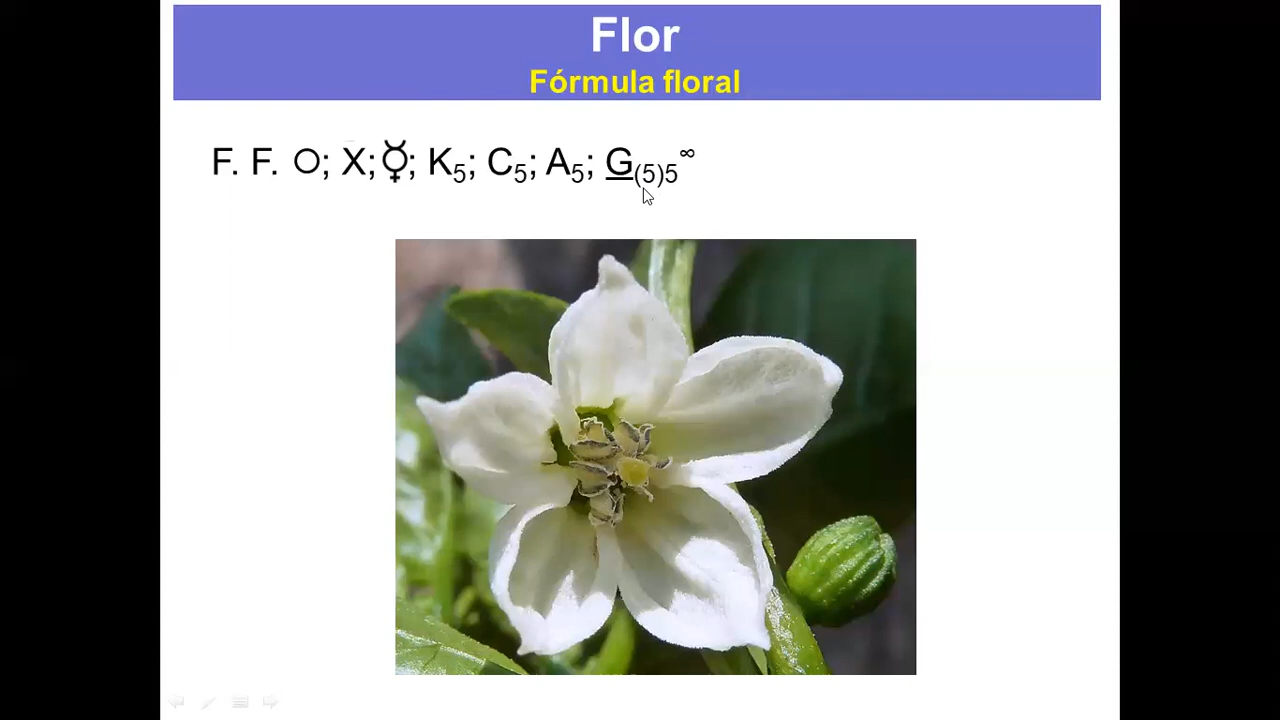 Flor
Fórmula floral
F. F. O; X; ☿; K₅; C₅; A₅; G₍₅₎₅∞